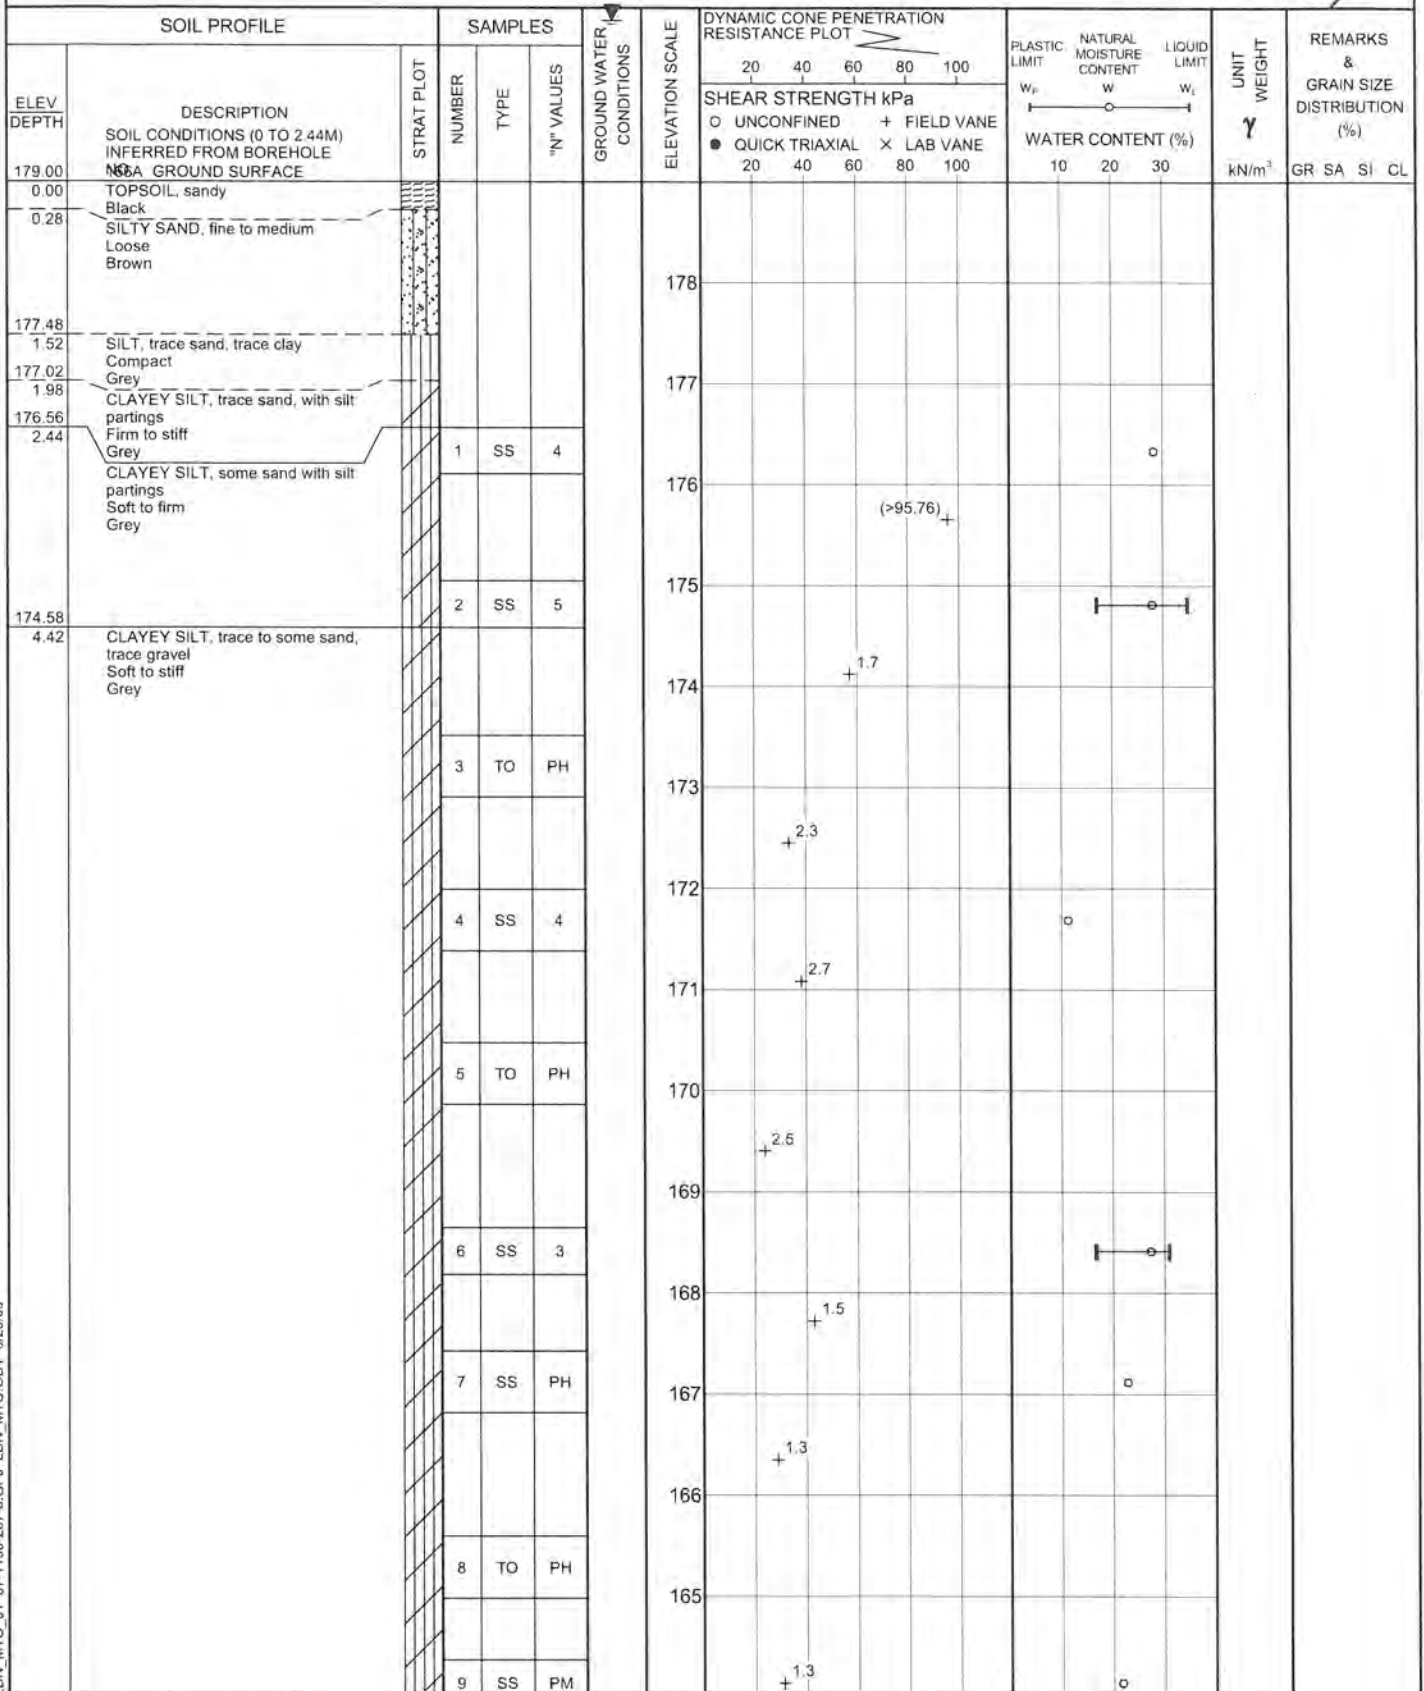 SOIL PROFILE
SAMPLES
GROUND WATER CONDITIONS
ELEVATION SCALE
DYNAMIC CONE PENETRATION
RESISTANCE PLOT
20 40 60 80 100
PLASTIC LIMIT
NATURAL MOISTURE CONTENT
LIQUID LIMIT
UNIT WEIGHT
REMARKS
&
GRAIN SIZE
DISTRIBUTION
(%)
ELEV
DEPTH
DESCRIPTION
STRAT PLOT
NUMBER
TYPE
"N" VALUES
SHEAR STRENGTH kPa
O UNCONFINED + FIELD VANE
● QUICK TRIAXIAL × LAB VANE
20 40 60 80 100
WP W WL
WATER CONTENT (%)
10 20 30
γ
kN/m³
GR SA SI CL
SOIL CONDITIONS (0 TO 2.44M)
INFERRED FROM BOREHOLE
179.00 GROUND SURFACE
0.00 TOPSOIL, sandy
Black
0.28 SILTY SAND, fine to medium
Loose
Brown
177.48
1.52 SILT, trace sand, trace clay
Compact
177.02 Grey
1.98 CLAYEY SILT, trace sand, with silt
176.56 partings
2.44 Firm to stiff
Grey
CLAYEY SILT, some sand with silt
partings
Soft to firm
Grey
174.58
4.42 CLAYEY SILT, trace to some sand,
trace gravel
Soft to stiff
Grey
1 SS 4
2 SS 5
3 TO PH
4 SS 4
5 TO PH
6 SS 3
7 SS PH
8 TO PH
9 SS PM
178
177
176
175
174
173
172
171
170
169
168
167
166
165
(>95.76)
1.7
2.3
2.7
2.5
1.5
1.3
1.3